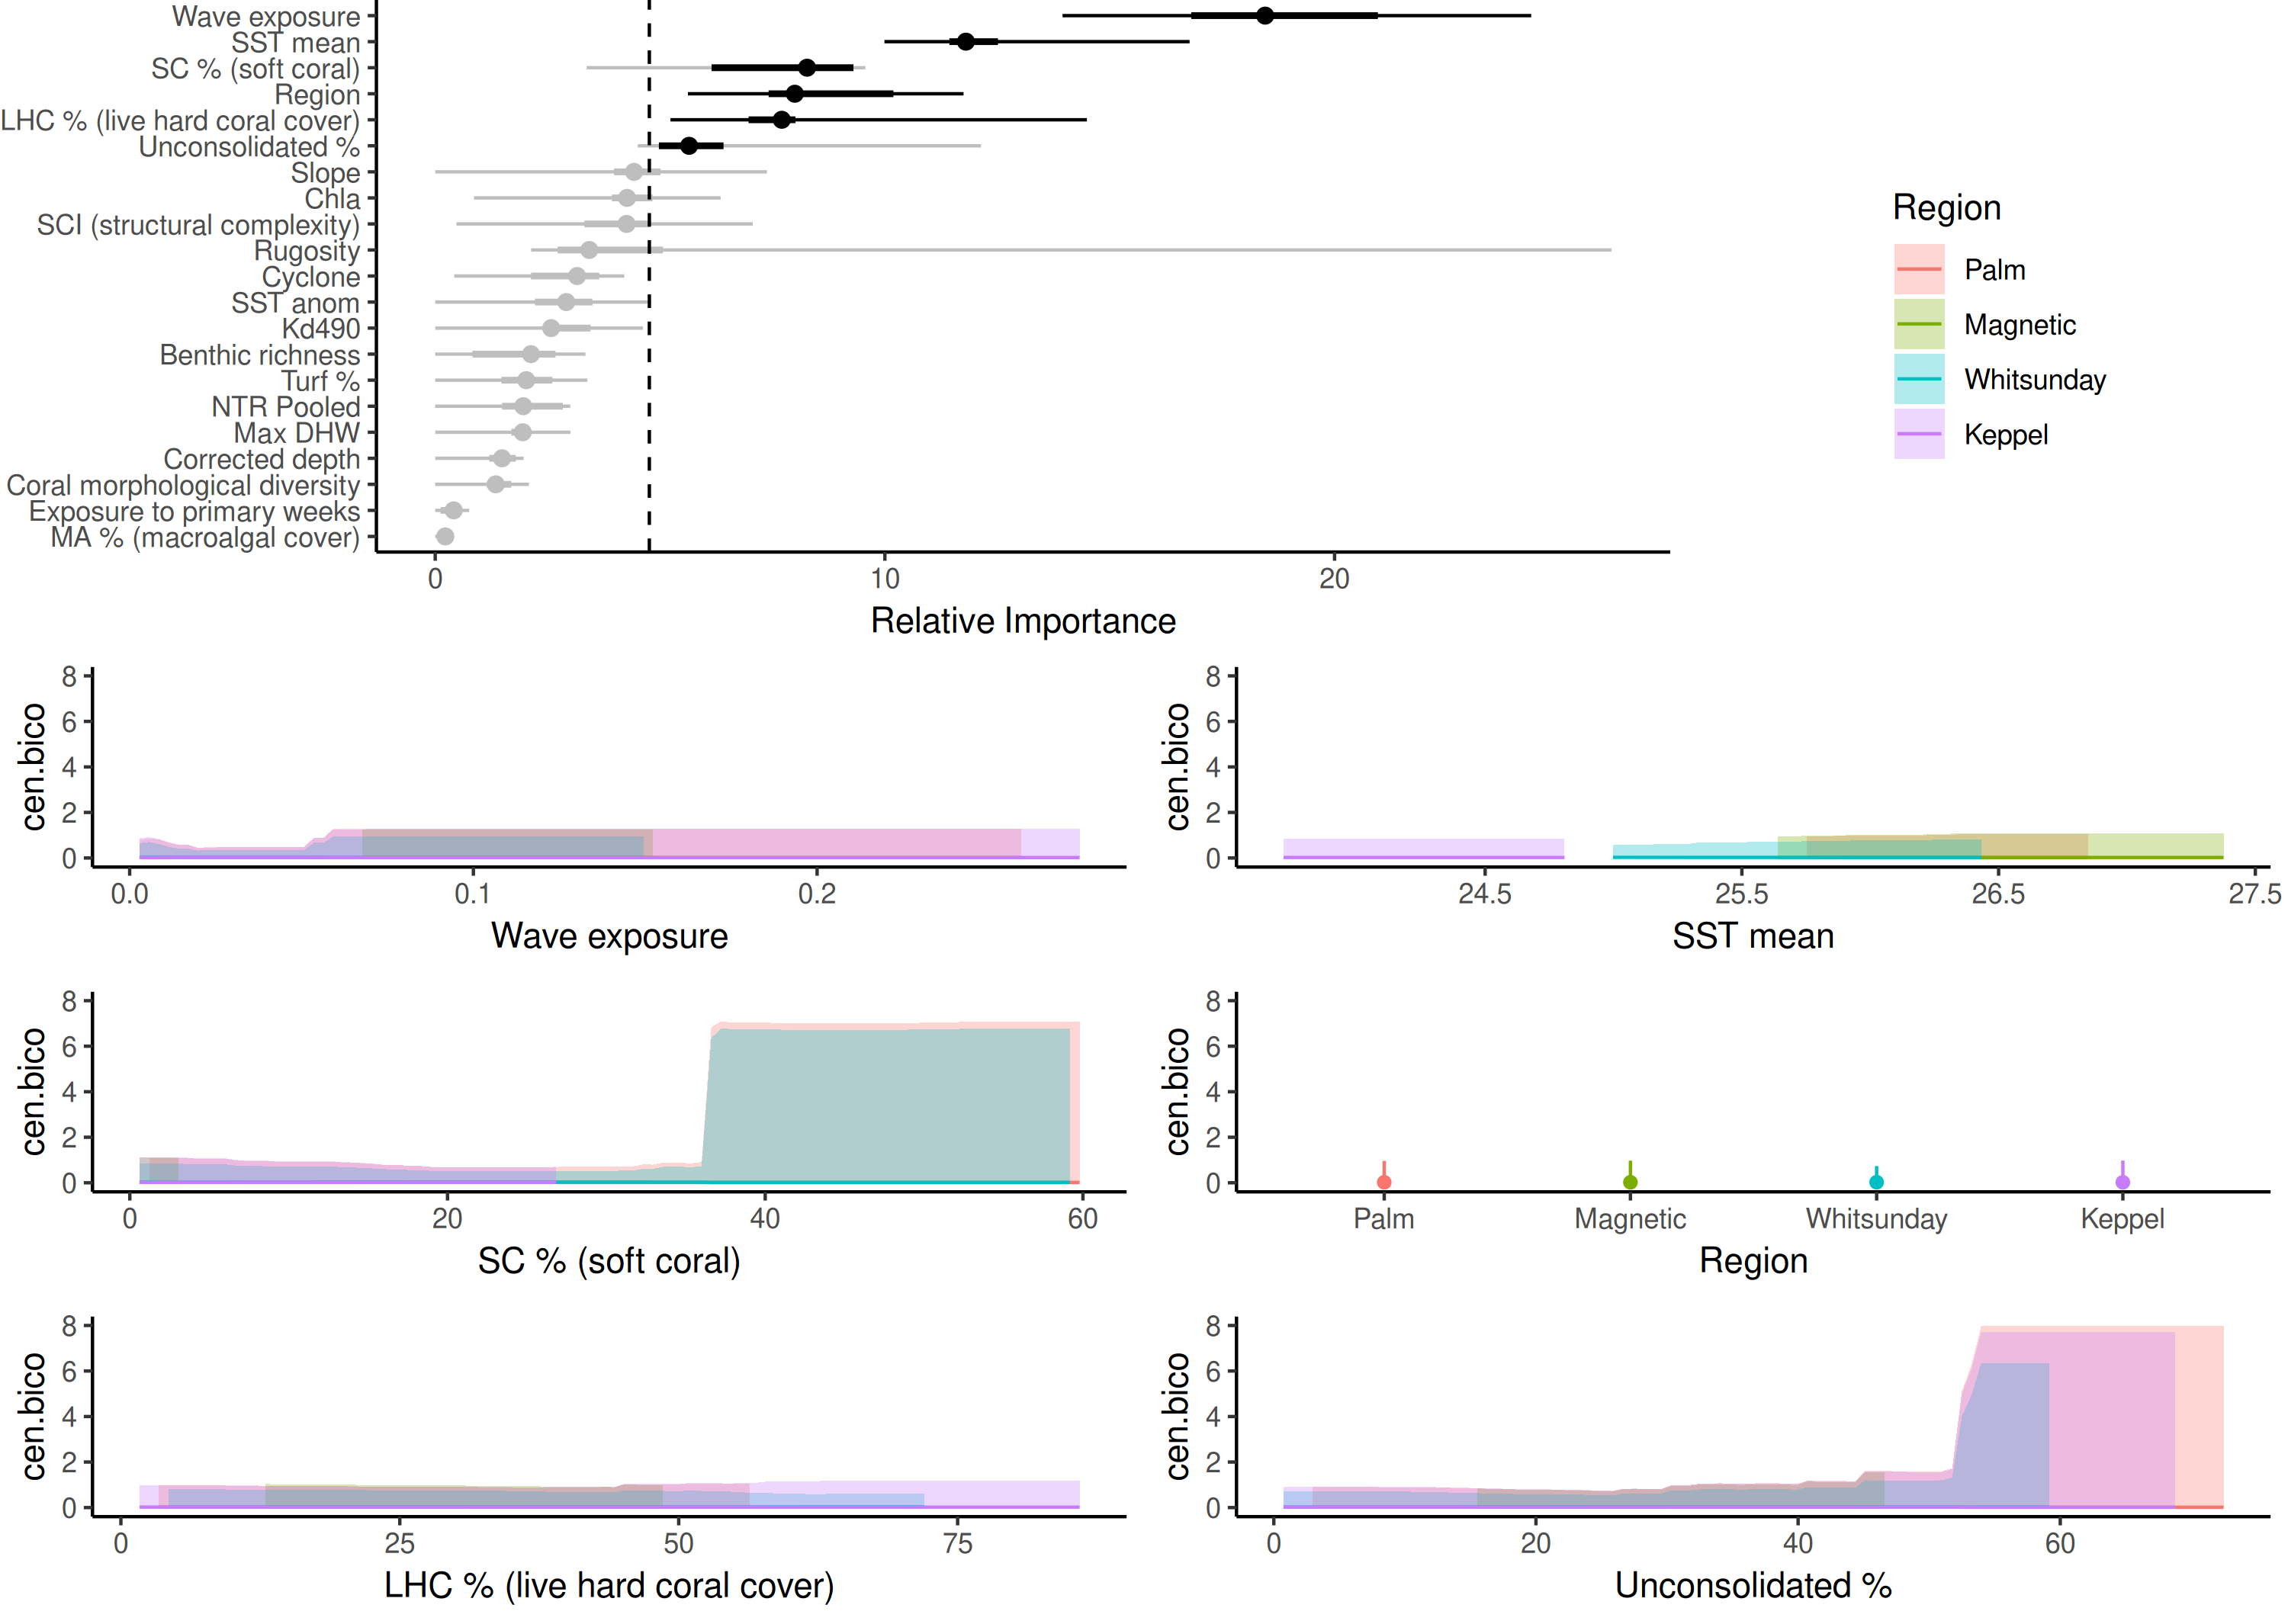 Wave exposure
SST mean
SC % (soft coral)
Region
LHC % (live hard coral cover)
Unconsolidated %
Slope
Chla
SCI (structural complexity)
Rugosity
Cyclone
SST anom
Kd490
Benthic richness
Turf %
NTR Pooled
Max DHW
Corrected depth
Coral morphological diversity
Exposure to primary weeks
MA % (macroalgal cover)
0 10 20
Relative Importance
Region
Palm
Magnetic
Whitsunday
Keppel
8
6
4
2
0
cen.bico
0.0 0.1 0.2
Wave exposure
8
6
4
2
0
cen.bico
24.5 25.5 26.5 27.5
SST mean
8
6
4
2
0
cen.bico
0 20 40 60
SC % (soft coral)
8
6
4
2
0
cen.bico
Palm Magnetic Whitsunday Keppel
Region
8
6
4
2
0
cen.bico
0 25 50 75
LHC % (live hard coral cover)
8
6
4
2
0
cen.bico
0 20 40 60
Unconsolidated %